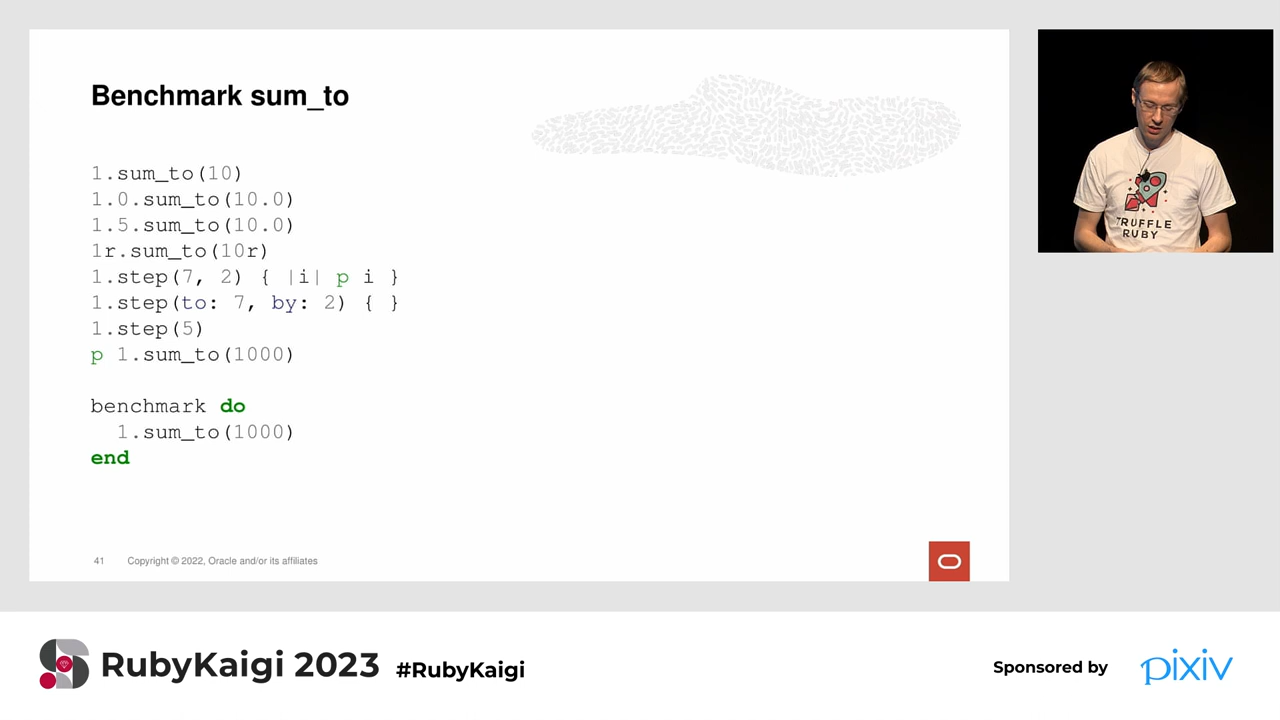 Benchmark sum_to
1.sum_to(10)
1.0.sum_to(10.0)
1.5.sum_to(10.0)
1r.sum_to(10r)
1.step(7, 2) { |i| p i }
1.step(to: 7, by: 2) { }
1.step(5)
p 1.sum_to(1000)
benchmark do
  1.sum_to(1000)
end
41 Copyright © 2022, Oracle and/or its affiliates
TRUFFLE
RUBY
RubyKaigi 2023 #RubyKaigi
Sponsored by pixiv